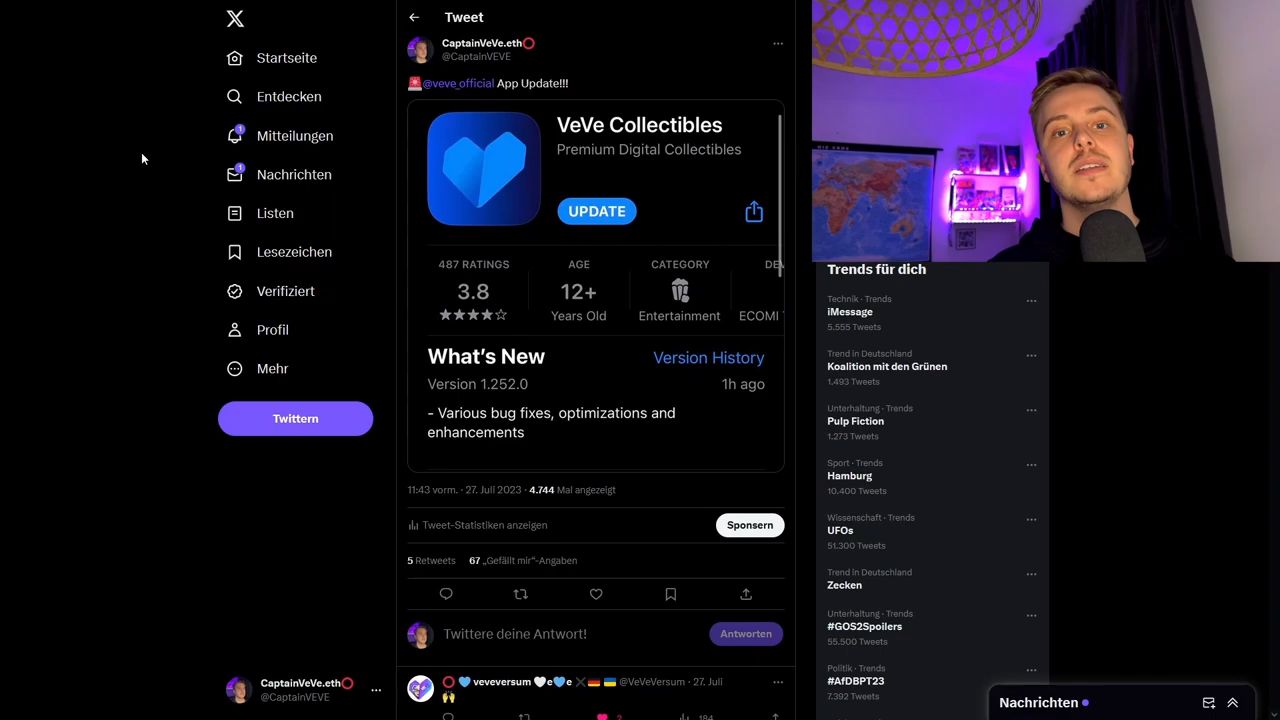 Startseite
Entdecken
1
Mitteilungen
1
Nachrichten
Listen
Lesezeichen
Verifiziert
Profil
Mehr
Twittern
CaptainVeVe.eth⭕
@CaptainVEVE
Tweet
CaptainVeVe.eth⭕
@CaptainVEVE
🚨@veve_official App Update!!!
VeVe Collectibles
Premium Digital Collectibles
UPDATE
487 RATINGS
AGE
CATEGORY
3.8
12+
★★★★☆
Years Old
Entertainment
ECOMI
What's New
Version History
Version 1.252.0
1h ago
- Various bug fixes, optimizations and
enhancements
11:43 vorm. · 27. Juli 2023 · 4.744 Mal angezeigt
Tweet-Statistiken anzeigen
Sponsern
5 Retweets
67 „Gefällt mir“-Angaben
Twittere deine Antwort!
Antworten
⭕💙 veveversum 🤍e💙e ✖️🇩🇪🇺🇦 @VeVeVersum · 27. Juli
🙌
2
184
Trends für dich
Technik · Trends
iMessage
5.555 Tweets
Trend in Deutschland
Koalition mit den Grünen
1.493 Tweets
Unterhaltung · Trends
Pulp Fiction
1.273 Tweets
Sport · Trends
Hamburg
10.400 Tweets
Wissenschaft · Trends
UFOs
51.300 Tweets
Trend in Deutschland
Zecken
Unterhaltung · Trends
#GOS2Spoilers
55.500 Tweets
Politik · Trends
#AfDBPT23
7.392 Tweets
Nachrichten